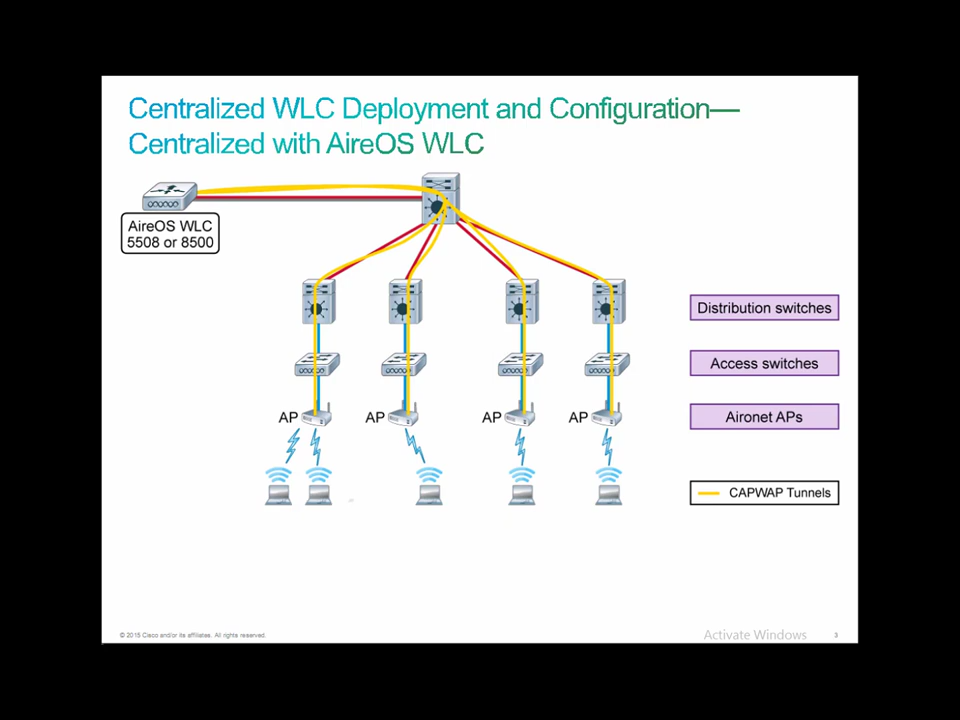 Centralized WLC Deployment and Configuration—
Centralized with AireOS WLC
AireOS WLC
5508 or 8500
Distribution switches
Access switches
AP
AP
AP
AP
Aironet APs
CAPWAP Tunnels
© 2015 Cisco and/or its affiliates. All rights reserved.
Activate Windows
3